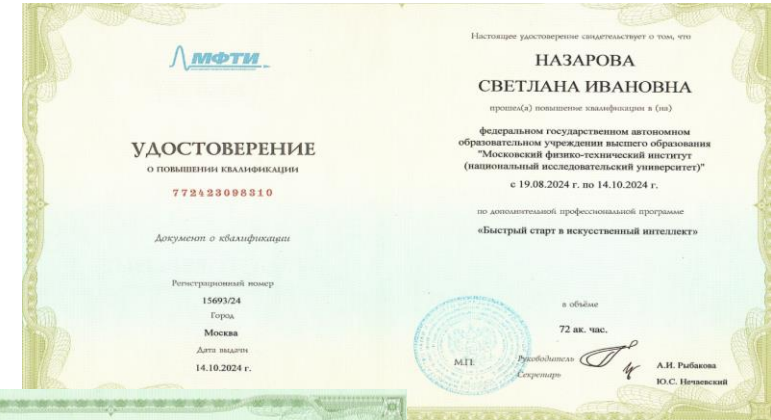 МФТИ
УДОСТОВЕРЕНИЕ
О ПОВЫШЕНИИ КВАЛИФИКАЦИИ
772423098310
Документ о квалификации
Регистрационный номер
15693/24
Город
Москва
Дата выдачи
14.10.2024 г.
Настоящее удостоверение свидетельствует о том, что
НАЗАРОВА
СВЕТЛАНА ИВАНОВНА
прошел(а) повышение квалификации в (на)
федеральном государственном автономном
образовательном учреждении высшего образования
"Московский физико-технический институт
(национальный исследовательский университет)"
с 19.08.2024 г. по 14.10.2024 г.
по дополнительной профессиональной программе
«Быстрый старт в искусственный интеллект»
в объёме
72 ак. час.
М.П.
Руководитель
А.И. Рыбакова
Секретарь
Ю.С. Нечаевский